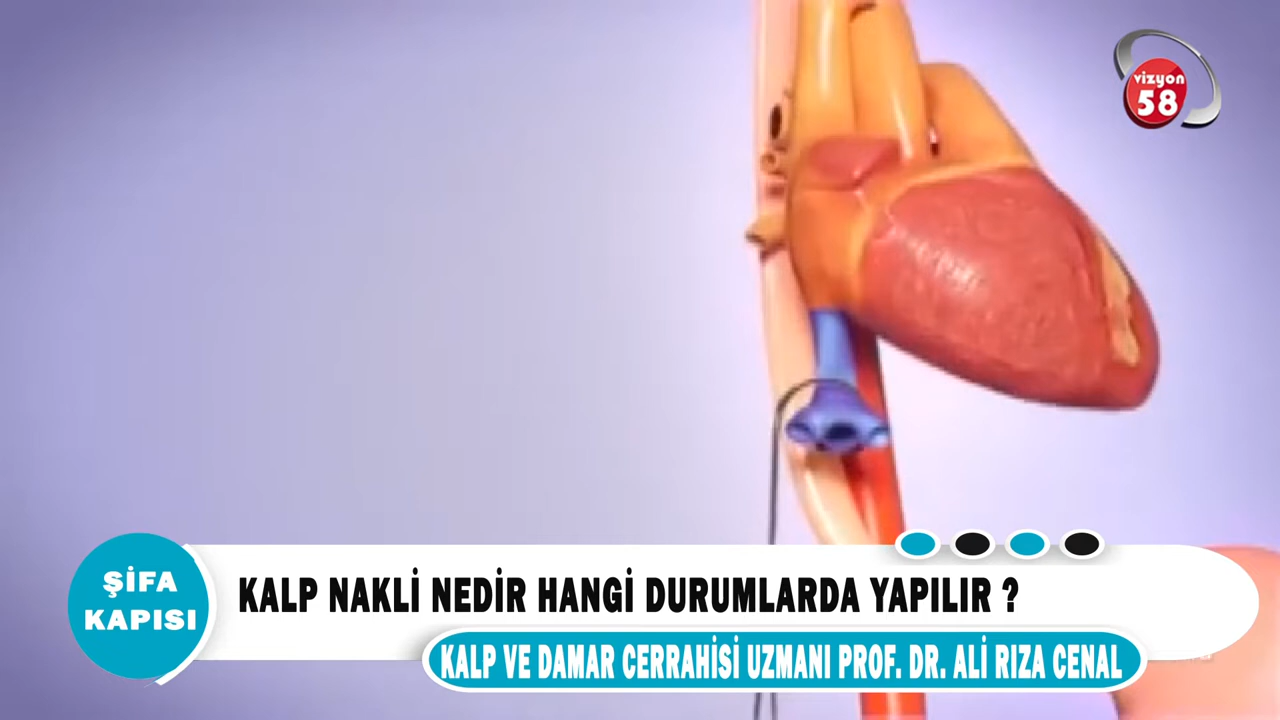 vizyon
58
ŞİFA
KAPISI
KALP NAKLİ NEDİR HANGİ DURUMLARDA YAPILIR ?
KALP VE DAMAR CERRAHİSİ UZMANI PROF. DR. ALİ RIZA CENAL